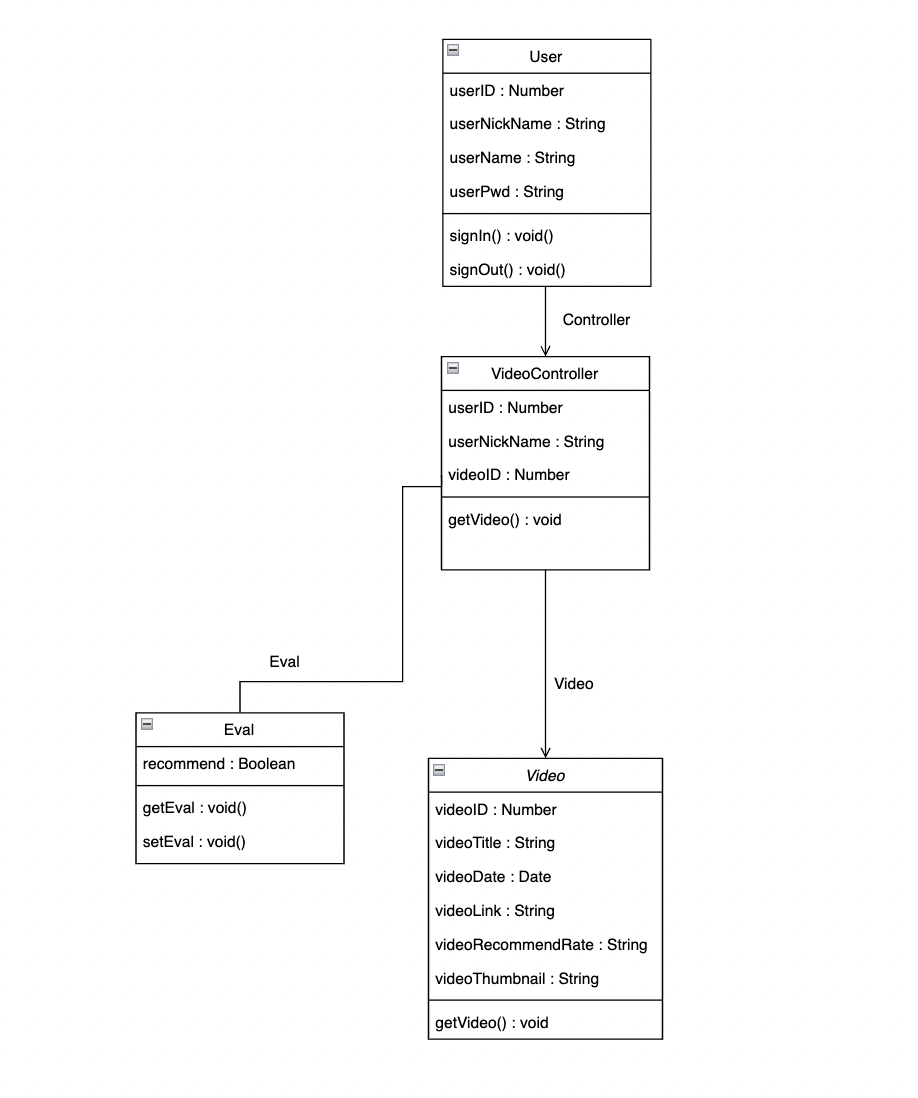 User
userID : Number
userNickName : String
userName : String
userPwd : String
signIn() : void()
signOut() : void()
Controller
VideoController
userID : Number
userNickName : String
videoID : Number
getVideo() : void
Eval
Video
Eval
recommend : Boolean
getEval : void()
setEval : void()
Video
videoID : Number
videoTitle : String
videoDate : Date
videoLink : String
videoRecommendRate : String
videoThumbnail : String
getVideo() : void